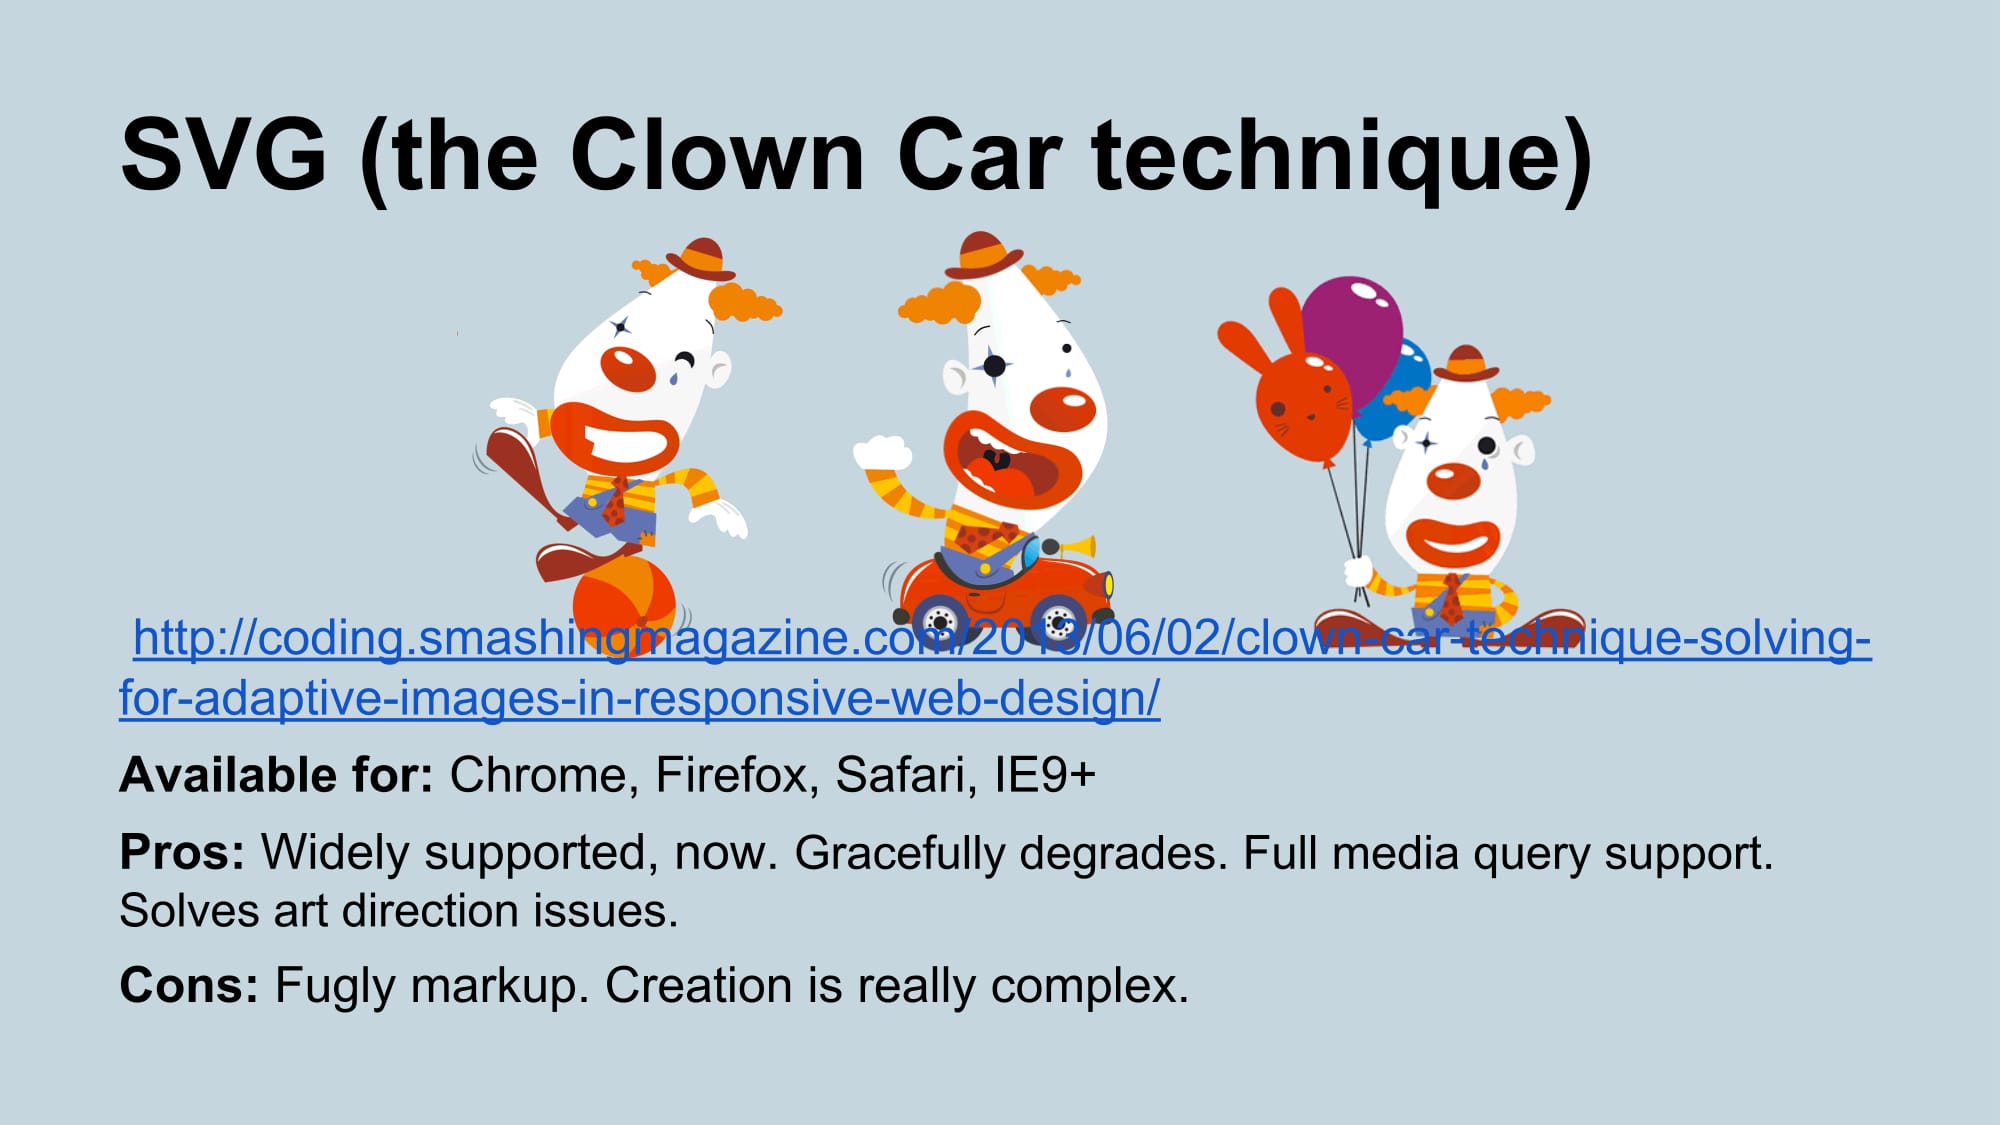 SVG (the Clown Car technique)
http://coding.smashingmagazine.com/2013/06/02/clown-car-technique-solving-
for-adaptive-images-in-responsive-web-design/
Available for: Chrome, Firefox, Safari, IE9+
Pros: Widely supported, now. Gracefully degrades. Full media query support.
Solves art direction issues.
Cons: Fugly markup. Creation is really complex.